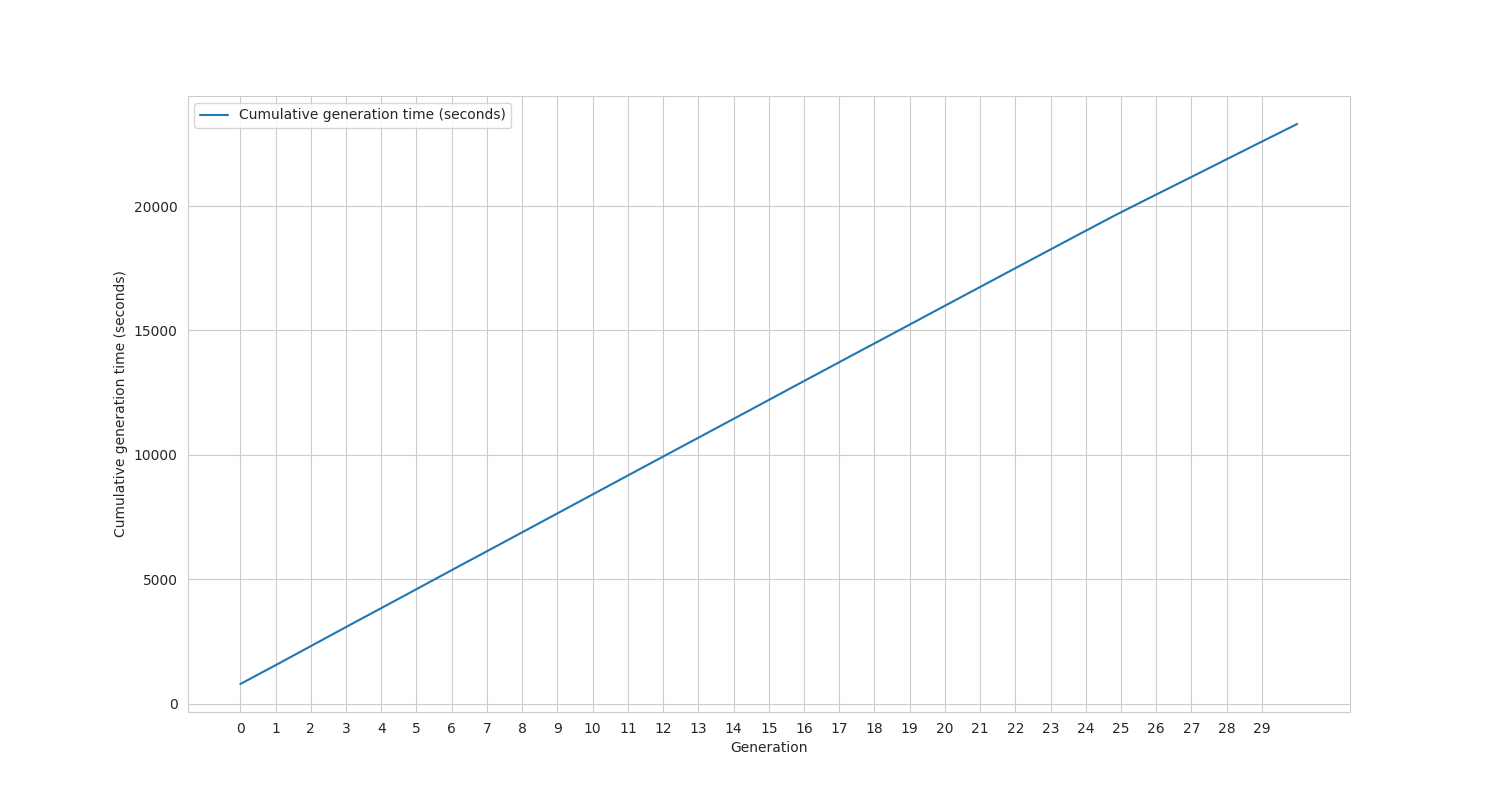 Cumulative generation time (seconds)
20000
15000
10000
5000
0
Cumulative generation time (seconds)
0 1 2 3 4 5 6 7 8 9 10 11 12 13 14 15 16 17 18 19 20 21 22 23 24 25 26 27 28 29
Generation